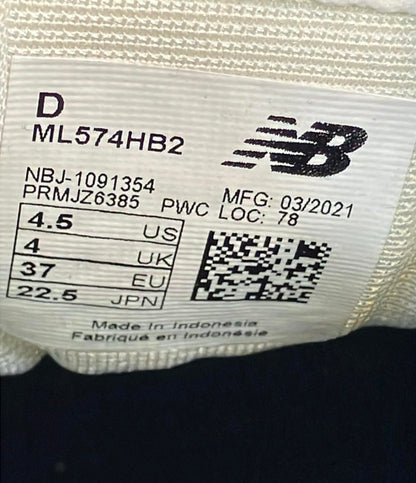 D
ML574HB2
NB
NBJ-1091354
PRMJZ6385 PWC
MFG: 03/2021
LOC: 78
4.5 US
4 UK
37 EU
22.5 JPN
Made in Indonesia
Fabriqué en Indonésie